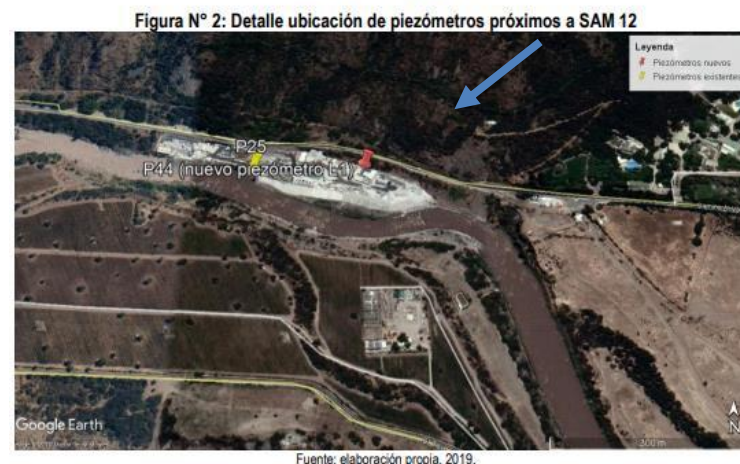 Figura N° 2: Detalle ubicación de piezómetros próximos a SAM 12
Leyenda
Piezómetros nuevos
Piezómetros existentes
P25
P44 (nuevo piezómetro L1)
Google Earth
N
300 m
Fuente: elaboración propia, 2019.